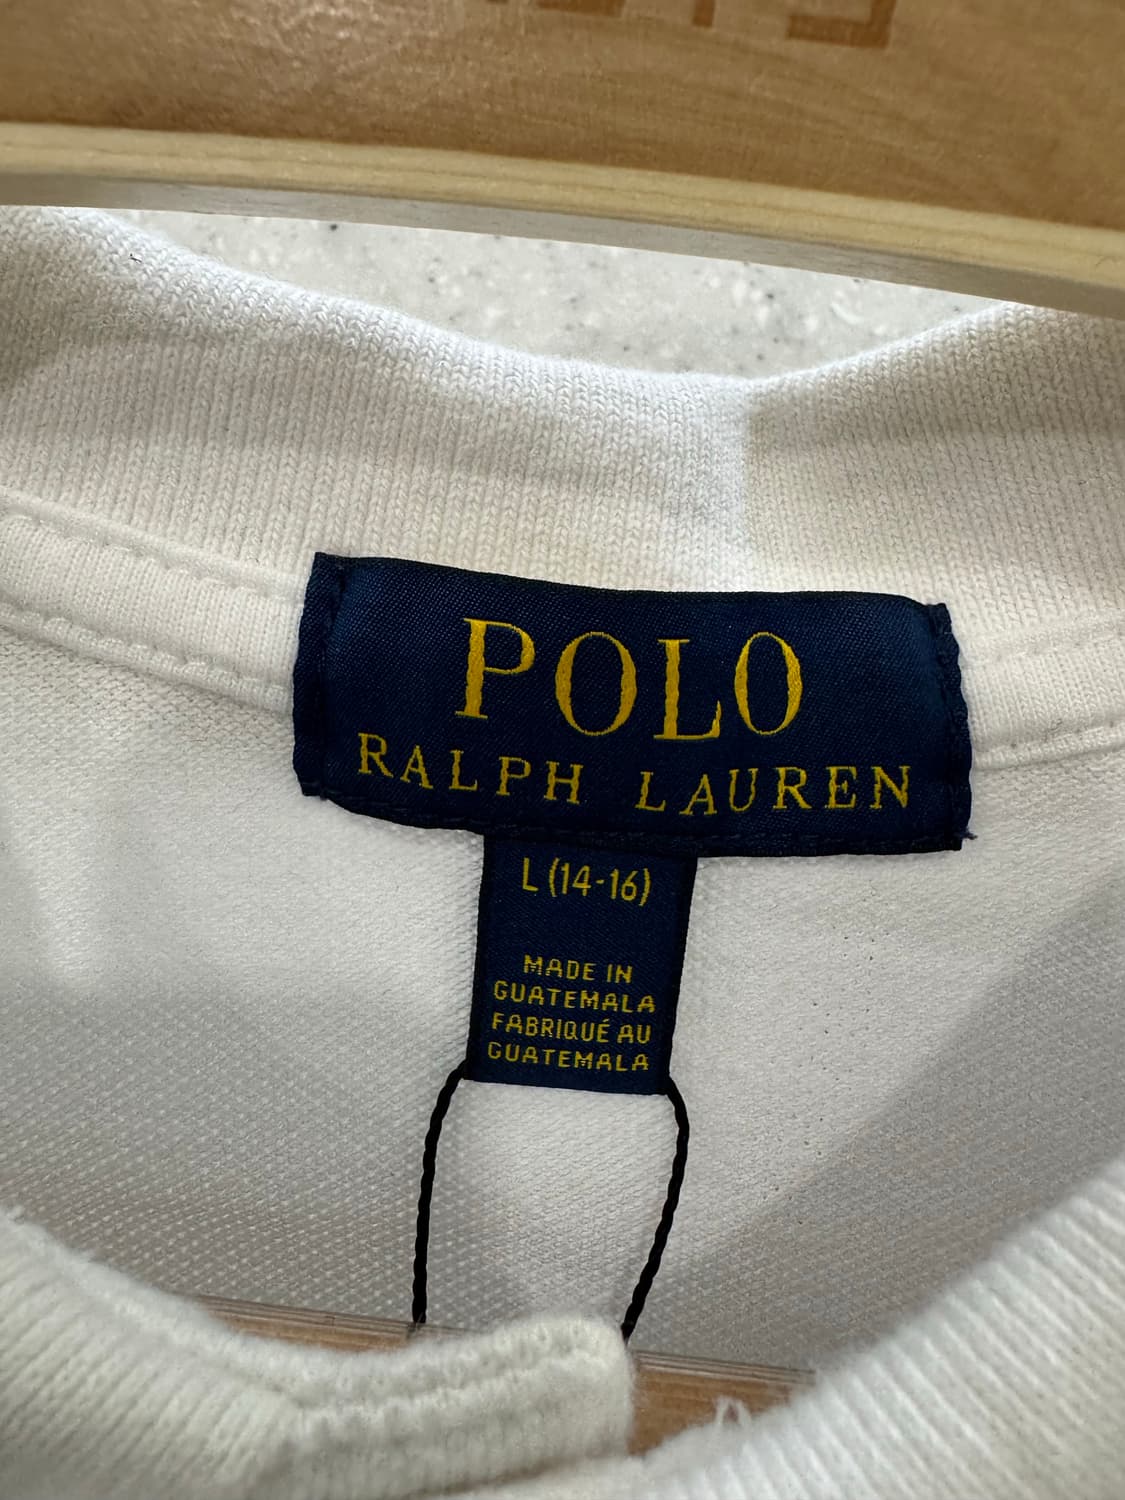 POLO
RALPH LAUREN
L (14-16)
MADE IN
GUATEMALA
FABRIQUÉ AU
GUATEMALA